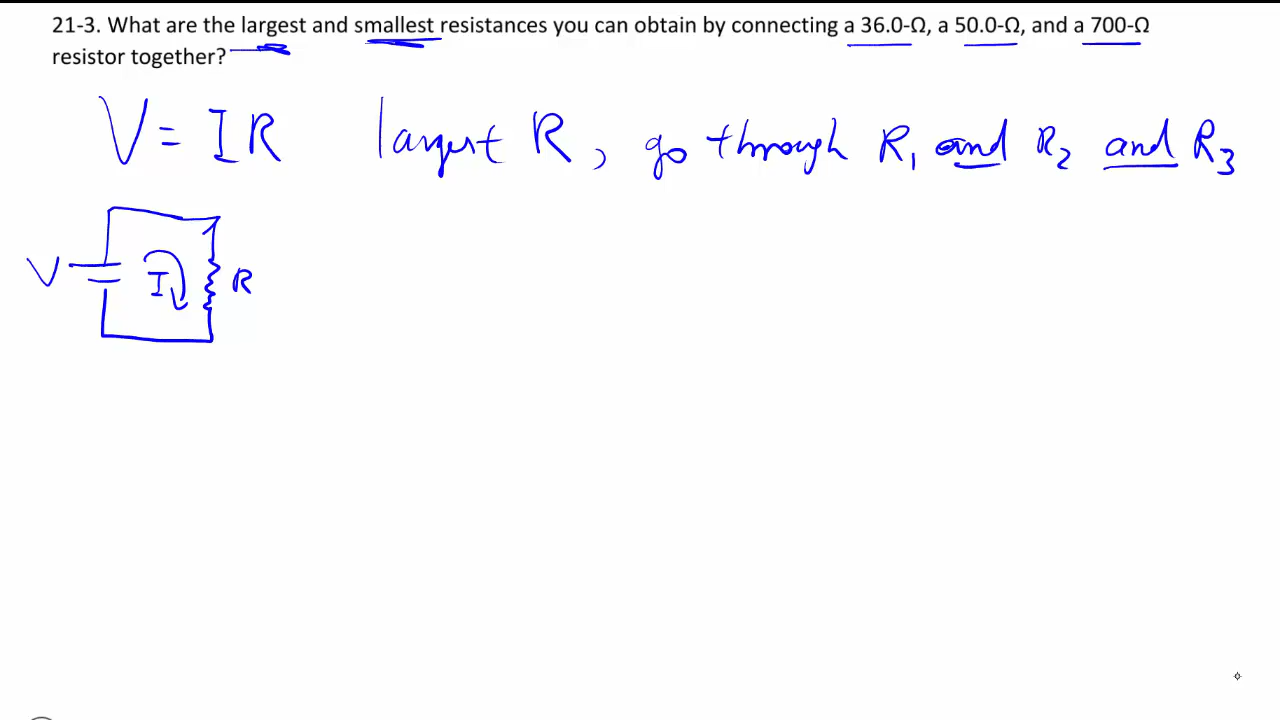 21-3. What are the largest and smallest resistances you can obtain by connecting a 36.0-Ω, a 50.0-Ω, and a 700-Ω
resistor together?
V = IR largest R, go through R₁ and R₂ and R₃
V I R